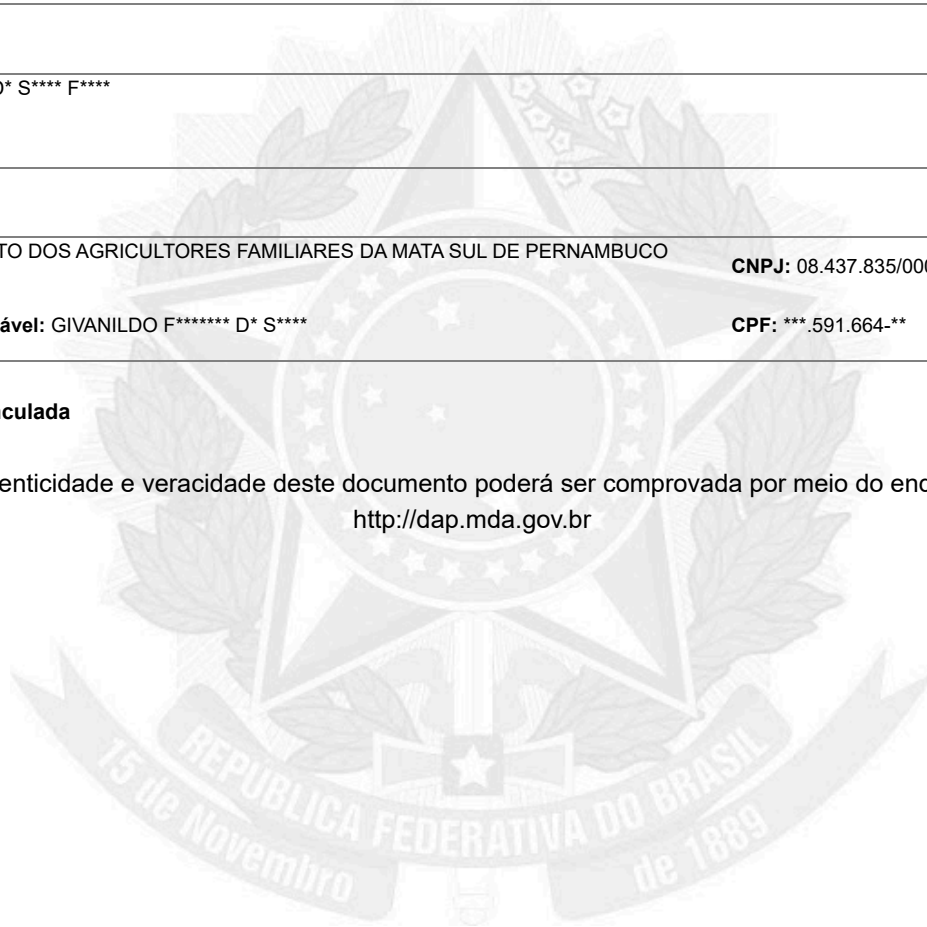 D* S**** F****
TO DOS AGRICULTORES FAMILIARES DA MATA SUL DE PERNAMBUCO
CNPJ: 08.437.835/000
ável: GIVANILDO F******* D* S****
CPF: ***.591.664-**
culada
enticidade e veracidade deste documento poderá ser comprovada por meio do end
http://dap.mda.gov.br
REPUBLICA FEDERATIVA DO BRASIL
15 de Novembro de 1889